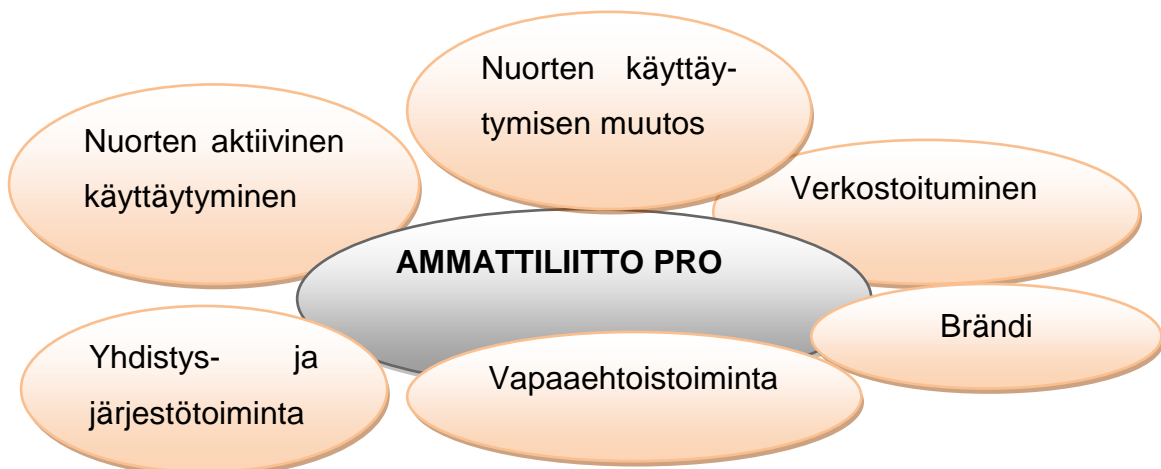 Nuorten käyttäy-
tymisen muutos
Nuorten aktiivinen
käyttäytyminen
Verkostoituminen
AMMATTILIITTO PRO
Brändi
Yhdistys- ja
järjestötoiminta
Vapaaehtoistoiminta